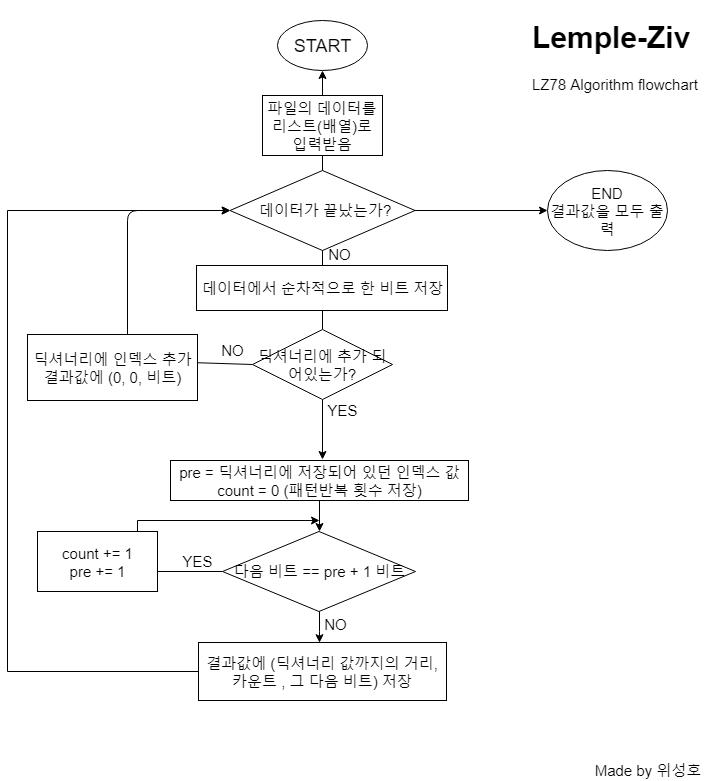 START
Lemple-Ziv
LZ78 Algorithm flowchart
파일의 데이터를
리스트(배열)로
입력받음
데이터가 끝났는가?
END
결과값을 모두 출
력
NO
데이터에서 순차적으로 한 비트 저장
딕셔너리에 인덱스 추가
결과값에 (0, 0, 비트)
NO
딕셔너리에 추가 되
어있는가?
YES
pre = 딕셔너리에 저장되어 있던 인덱스 값
count = 0 (패턴반복 횟수 저장)
count += 1
pre += 1
YES
다음 비트 == pre + 1 비트
NO
결과값에 (딕셔너리 값까지의 거리,
카운트 , 그 다음 비트) 저장
Made by 위성호